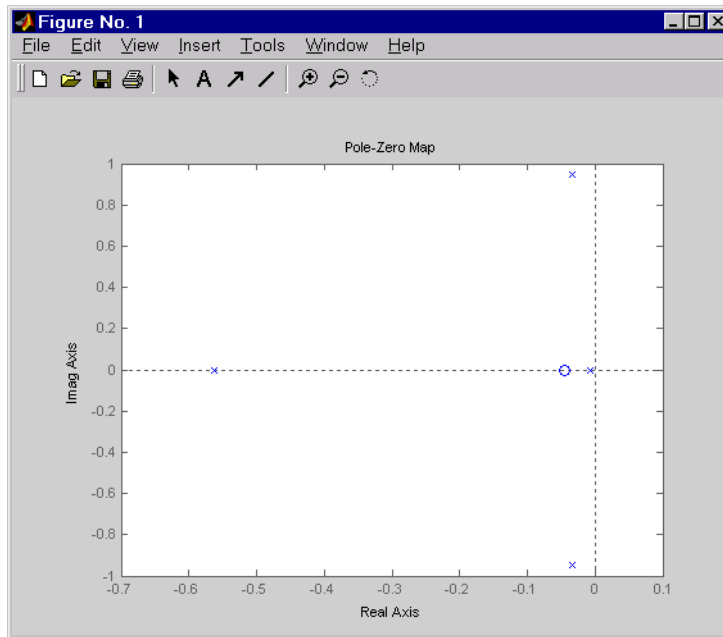 Figure No. 1
File Edit View Insert Tools Window Help
A
Pole-Zero Map
1
0.8
0.6
0.4
0.2
0
-0.2
-0.4
-0.6
-0.8
-1
Imag Axis
-0.7 -0.6 -0.5 -0.4 -0.3 -0.2 -0.1 0 0.1
Real Axis